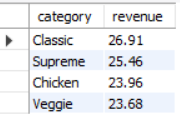 category revenue
Classic 26.91
Supreme 25.46
Chicken 23.96
Veggie 23.68